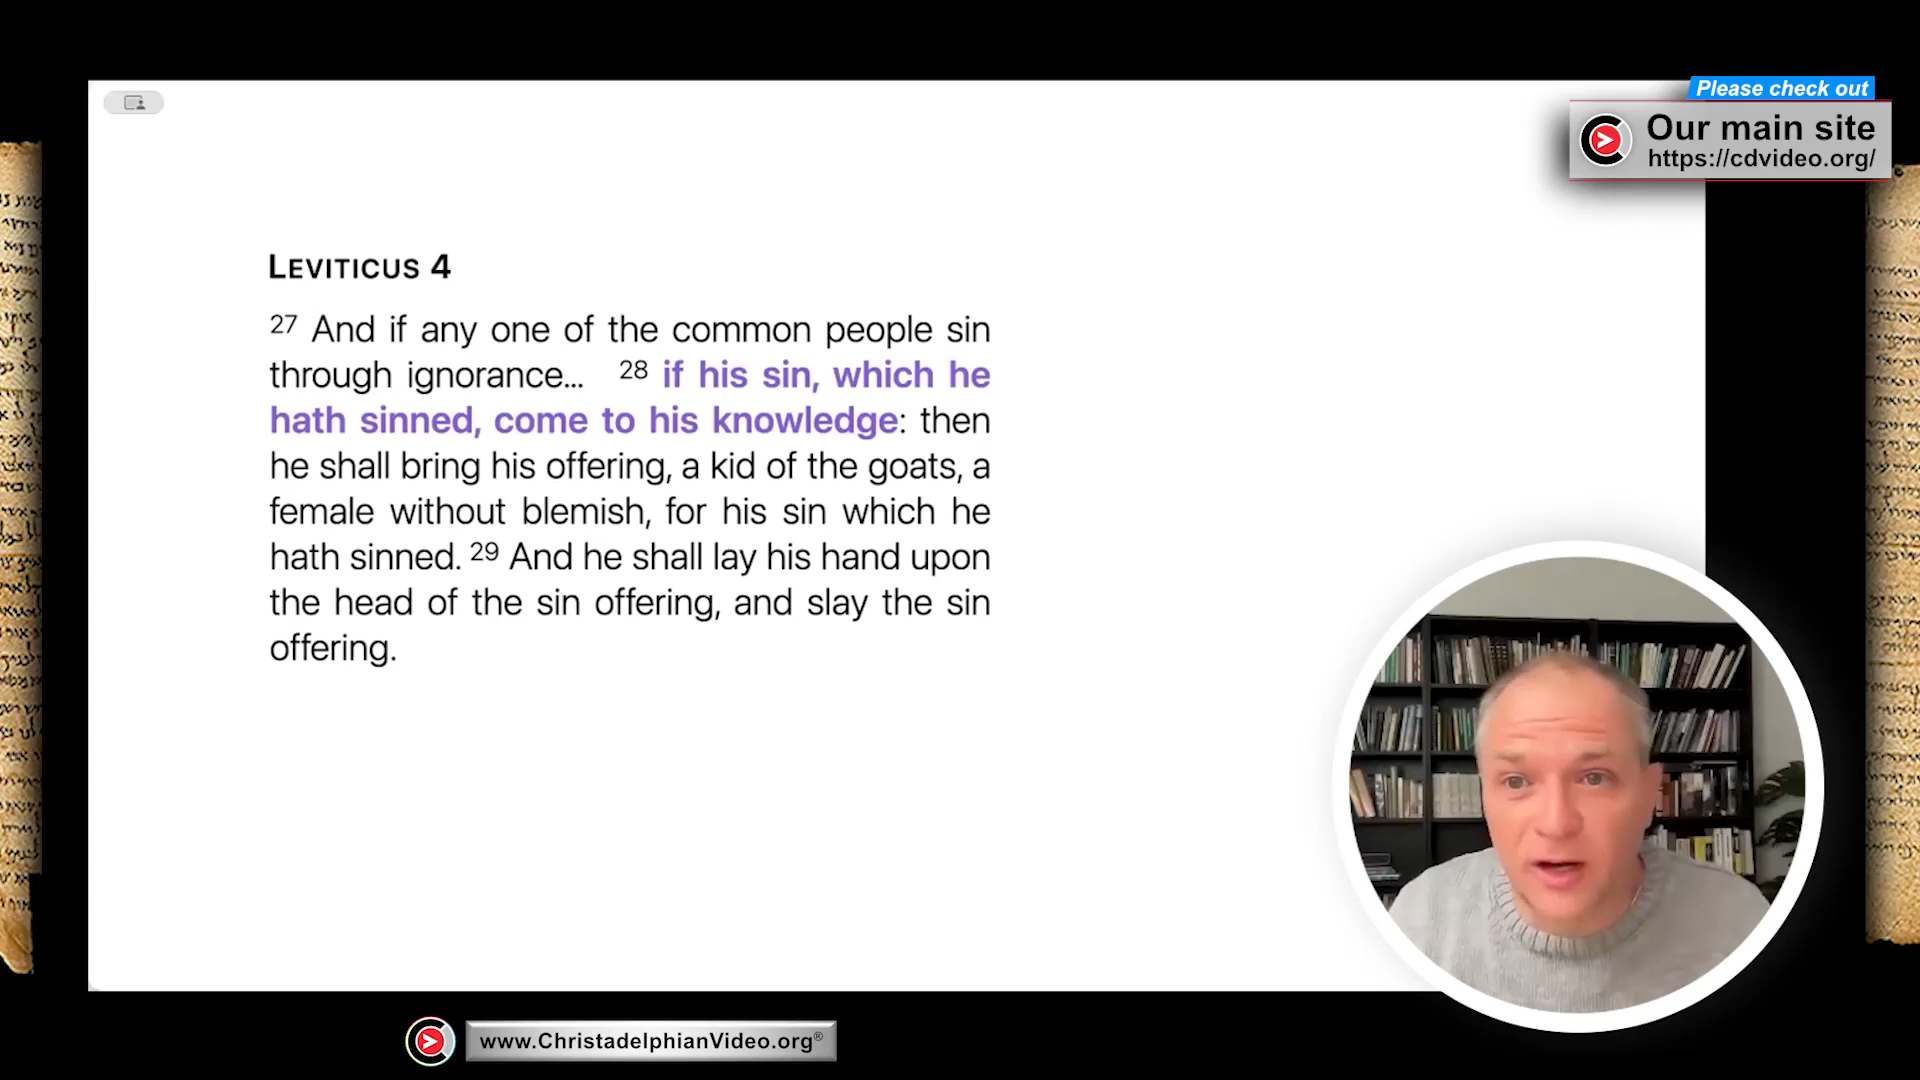 Please check out
Our main site
https://cdvideo.org/
LEVITICUS 4
27 And if any one of the common people sin
through ignorance... 28 if his sin, which he
hath sinned, come to his knowledge: then
he shall bring his offering, a kid of the goats, a
female without blemish, for his sin which he
hath sinned. 29 And he shall lay his hand upon
the head of the sin offering, and slay the sin
offering.
www.ChristadelphianVideo.org®